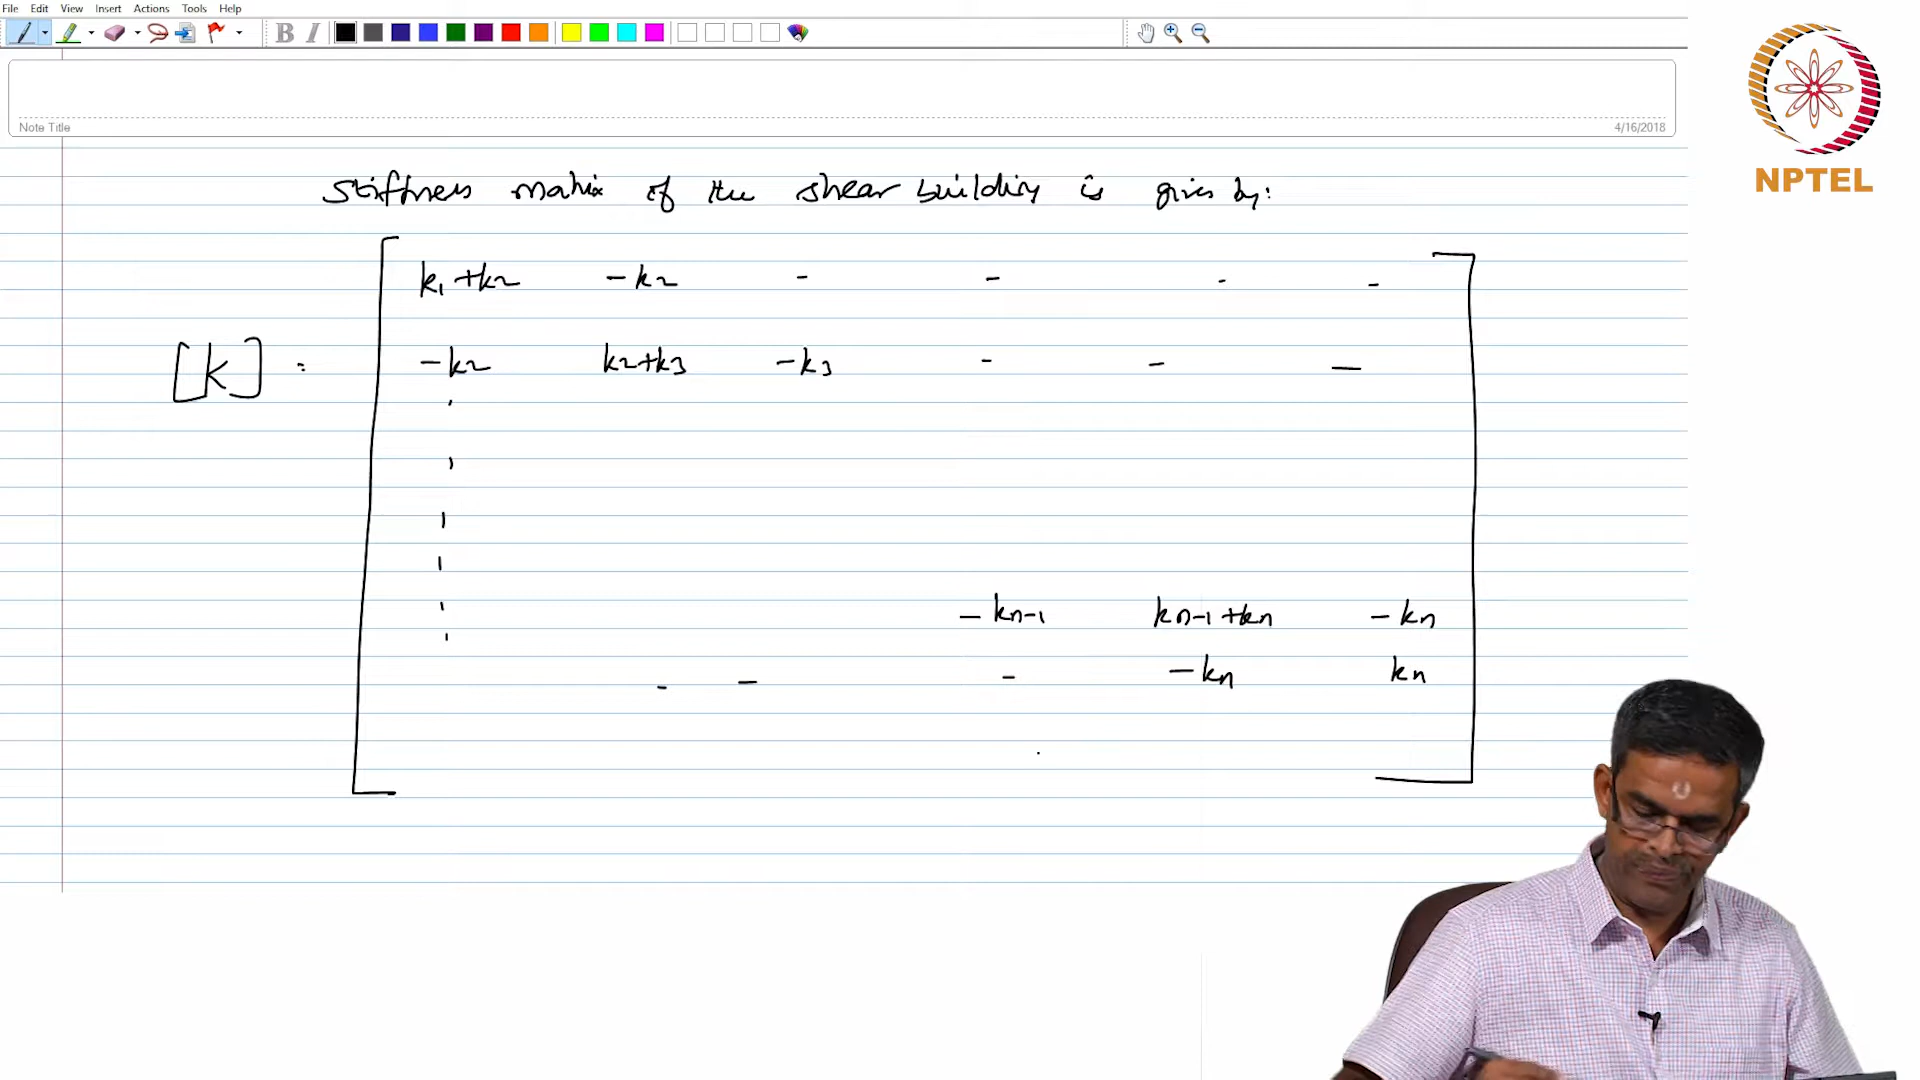 File Edit View Insert Actions Tools Help
B I
Note Title 4/16/2018
NPTEL
Stiffness matrix of the shear building is given by:
k1+k2 -k2 - - - -
[K] = -k2 k2+k3 -k3 - - -
-kn-1 kn-1+kn -kn
- - - -kn kn